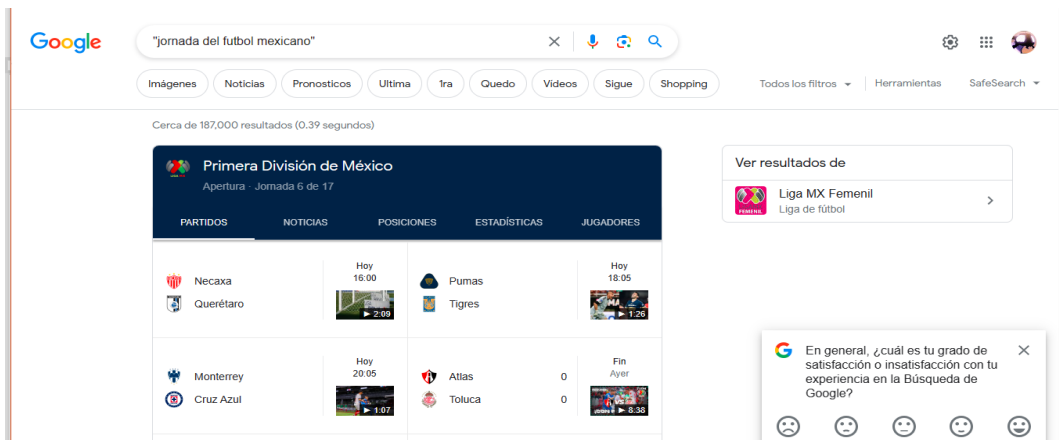 Google
"jornada del futbol mexicano"
Imágenes Noticias Pronosticos Ultima 1ra Quedo Videos Sigue Shopping Todos los filtros Herramientas SafeSearch
Cerca de 187,000 resultados (0.39 segundos)
Primera División de México
Apertura · Jornada 6 de 17
PARTIDOS NOTICIAS POSICIONES ESTADÍSTICAS JUGADORES
Necaxa
Querétaro
Hoy
16:00
2:09
Pumas
Tigres
Hoy
18:05
1:26
Monterrey
Cruz Azul
Hoy
20:05
1:07
Atlas 0
Toluca 0
Fin
Ayer
8:38
Ver resultados de
FEMENIL
Liga MX Femenil
Liga de fútbol
En general, ¿cuál es tu grado de
satisfacción o insatisfacción con tu
experiencia en la Búsqueda de
Google?